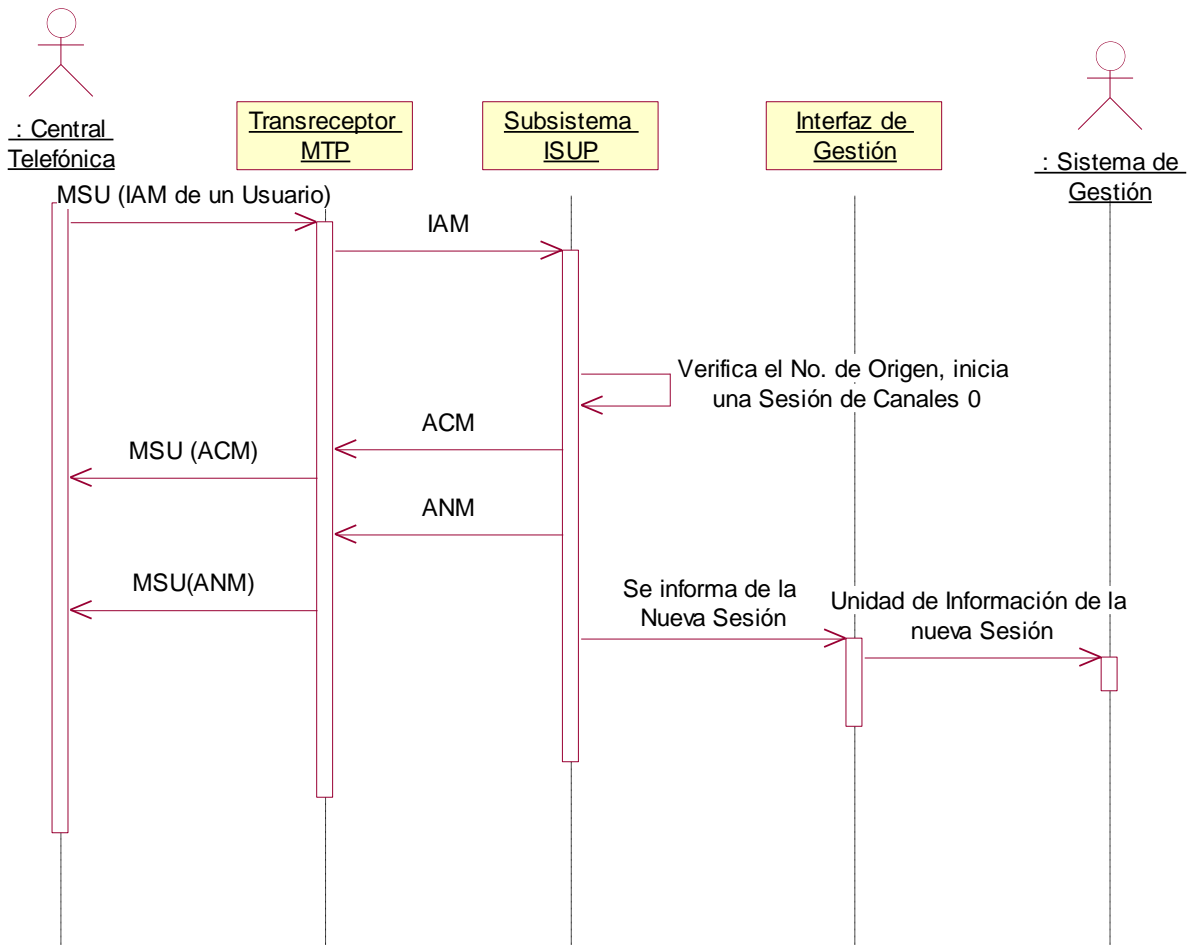 : Central
Telefónica
Transreceptor
MTP
Subsistema
ISUP
Interfaz de
Gestión
: Sistema de
Gestión
MSU (IAM de un Usuario)
IAM
Verifica el No. de Origen, inicia
una Sesión de Canales 0
ACM
MSU (ACM)
ANM
MSU(ANM)
Se informa de la
Nueva Sesión
Unidad de Información de la
nueva Sesión